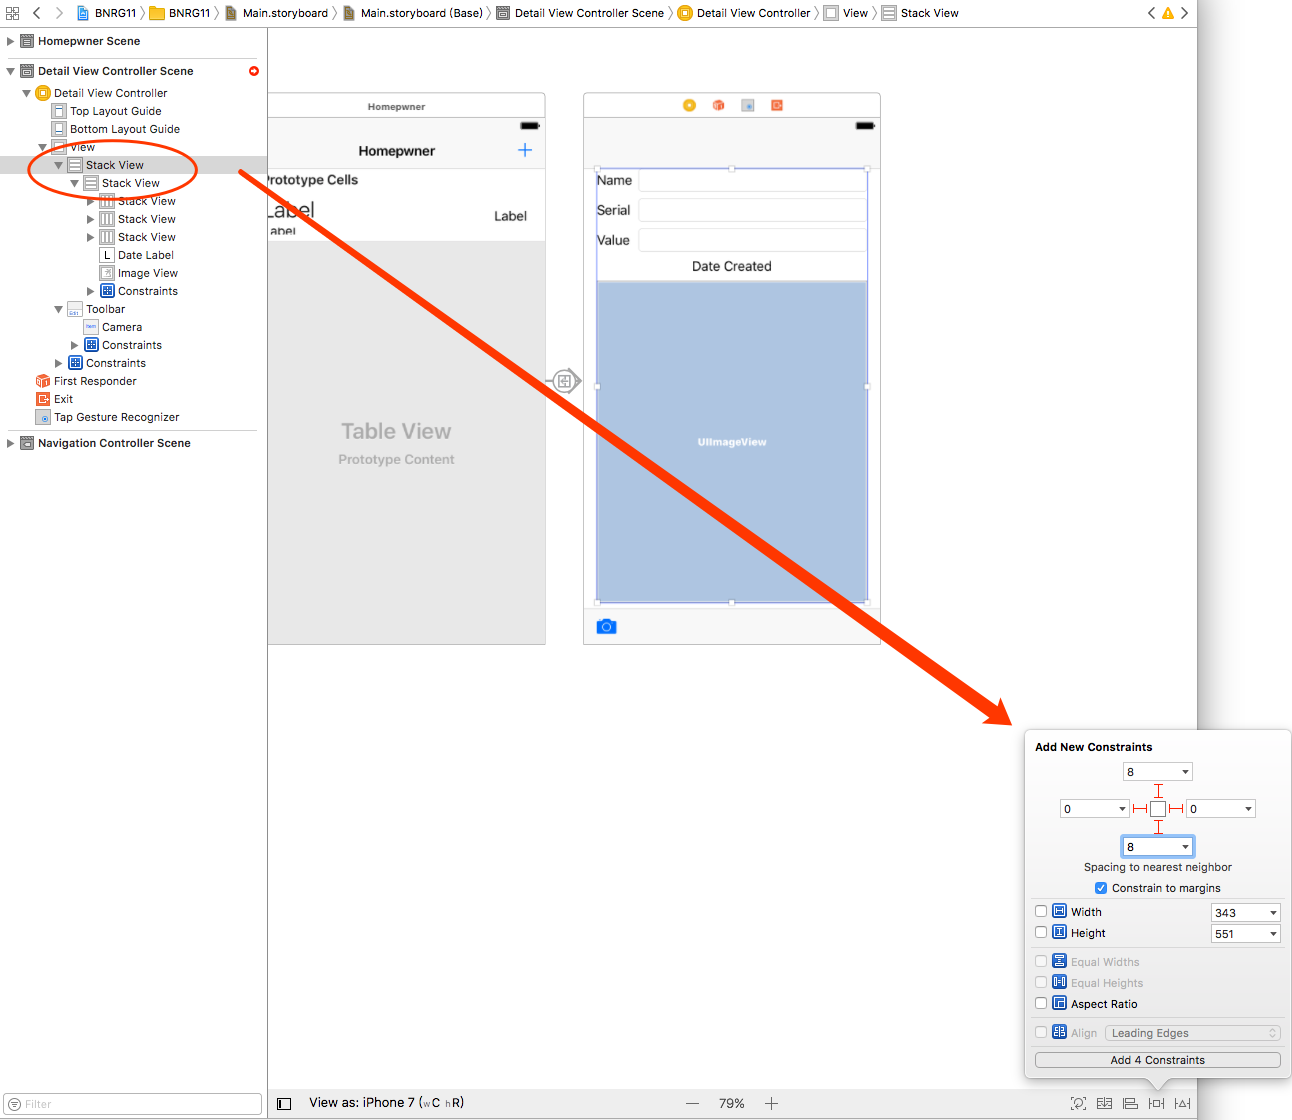 BNRG11 BNRG11 Main.storyboard Main.storyboard (Base) Detail View Controller Scene Detail View Controller View Stack View
Homepwner Scene
Detail View Controller Scene
Detail View Controller
Top Layout Guide
Bottom Layout Guide
View
Stack View
Stack View
Stack View
Stack View
Stack View
L Date Label
Image View
Constraints
Edit Toolbar
Item Camera
Constraints
Constraints
First Responder
Exit
Tap Gesture Recognizer
Navigation Controller Scene
Filter
Homepwner
Homepwner +
Prototype Cells
Label
Label
Label
Table View
Prototype Content
Name
Serial
Value
Date Created
UIImageView
Add New Constraints
8
0 0
8
Spacing to nearest neighbor
Constrain to margins
Width 343
Height 551
Equal Widths
Equal Heights
Aspect Ratio
Align Leading Edges
Add 4 Constraints
View as: iPhone 7 (wC hR) — 79% +